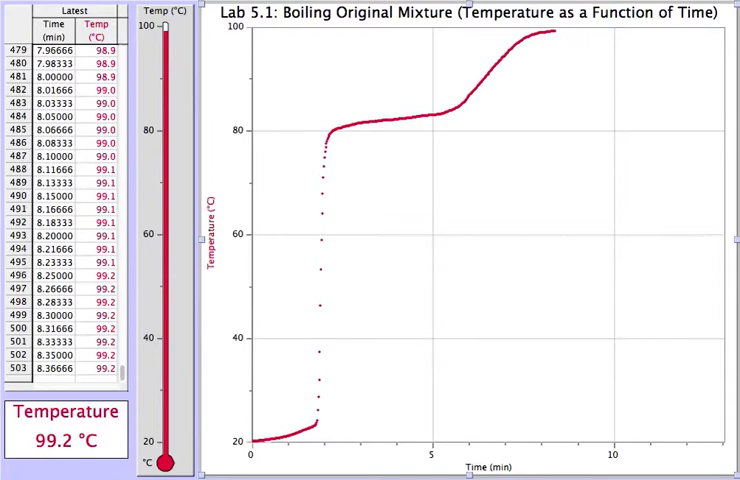 Latest
Time Temp
(min) (°C)
479 7.96666 98.9
480 7.98333 98.9
481 8.00000 98.9
482 8.01666 99.0
483 8.03333 99.0
484 8.05000 99.0
485 8.06666 99.0
486 8.08333 99.0
487 8.10000 99.0
488 8.11666 99.1
489 8.13333 99.1
490 8.15000 99.1
491 8.16666 99.1
492 8.18333 99.1
493 8.20000 99.1
494 8.21666 99.1
495 8.23333 99.1
496 8.25000 99.2
497 8.26666 99.2
498 8.28333 99.2
499 8.30000 99.2
500 8.31666 99.2
501 8.33333 99.2
502 8.35000 99.2
503 8.36666 99.2
Temperature
99.2 °C
Temp (°C)
100
80
60
40
20
°C
Lab 5.1: Boiling Original Mixture (Temperature as a Function of Time)
Temperature (°C)
100
80
60
40
20
0 5 10
Time (min)